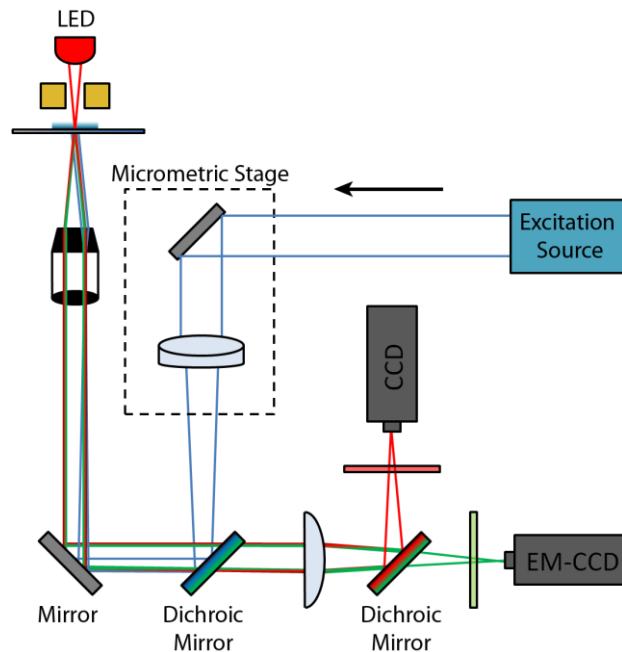 LED
Micrometric Stage
Excitation
Source
CCD
EM-CCD
Mirror
Dichroic
Mirror
Dichroic
Mirror